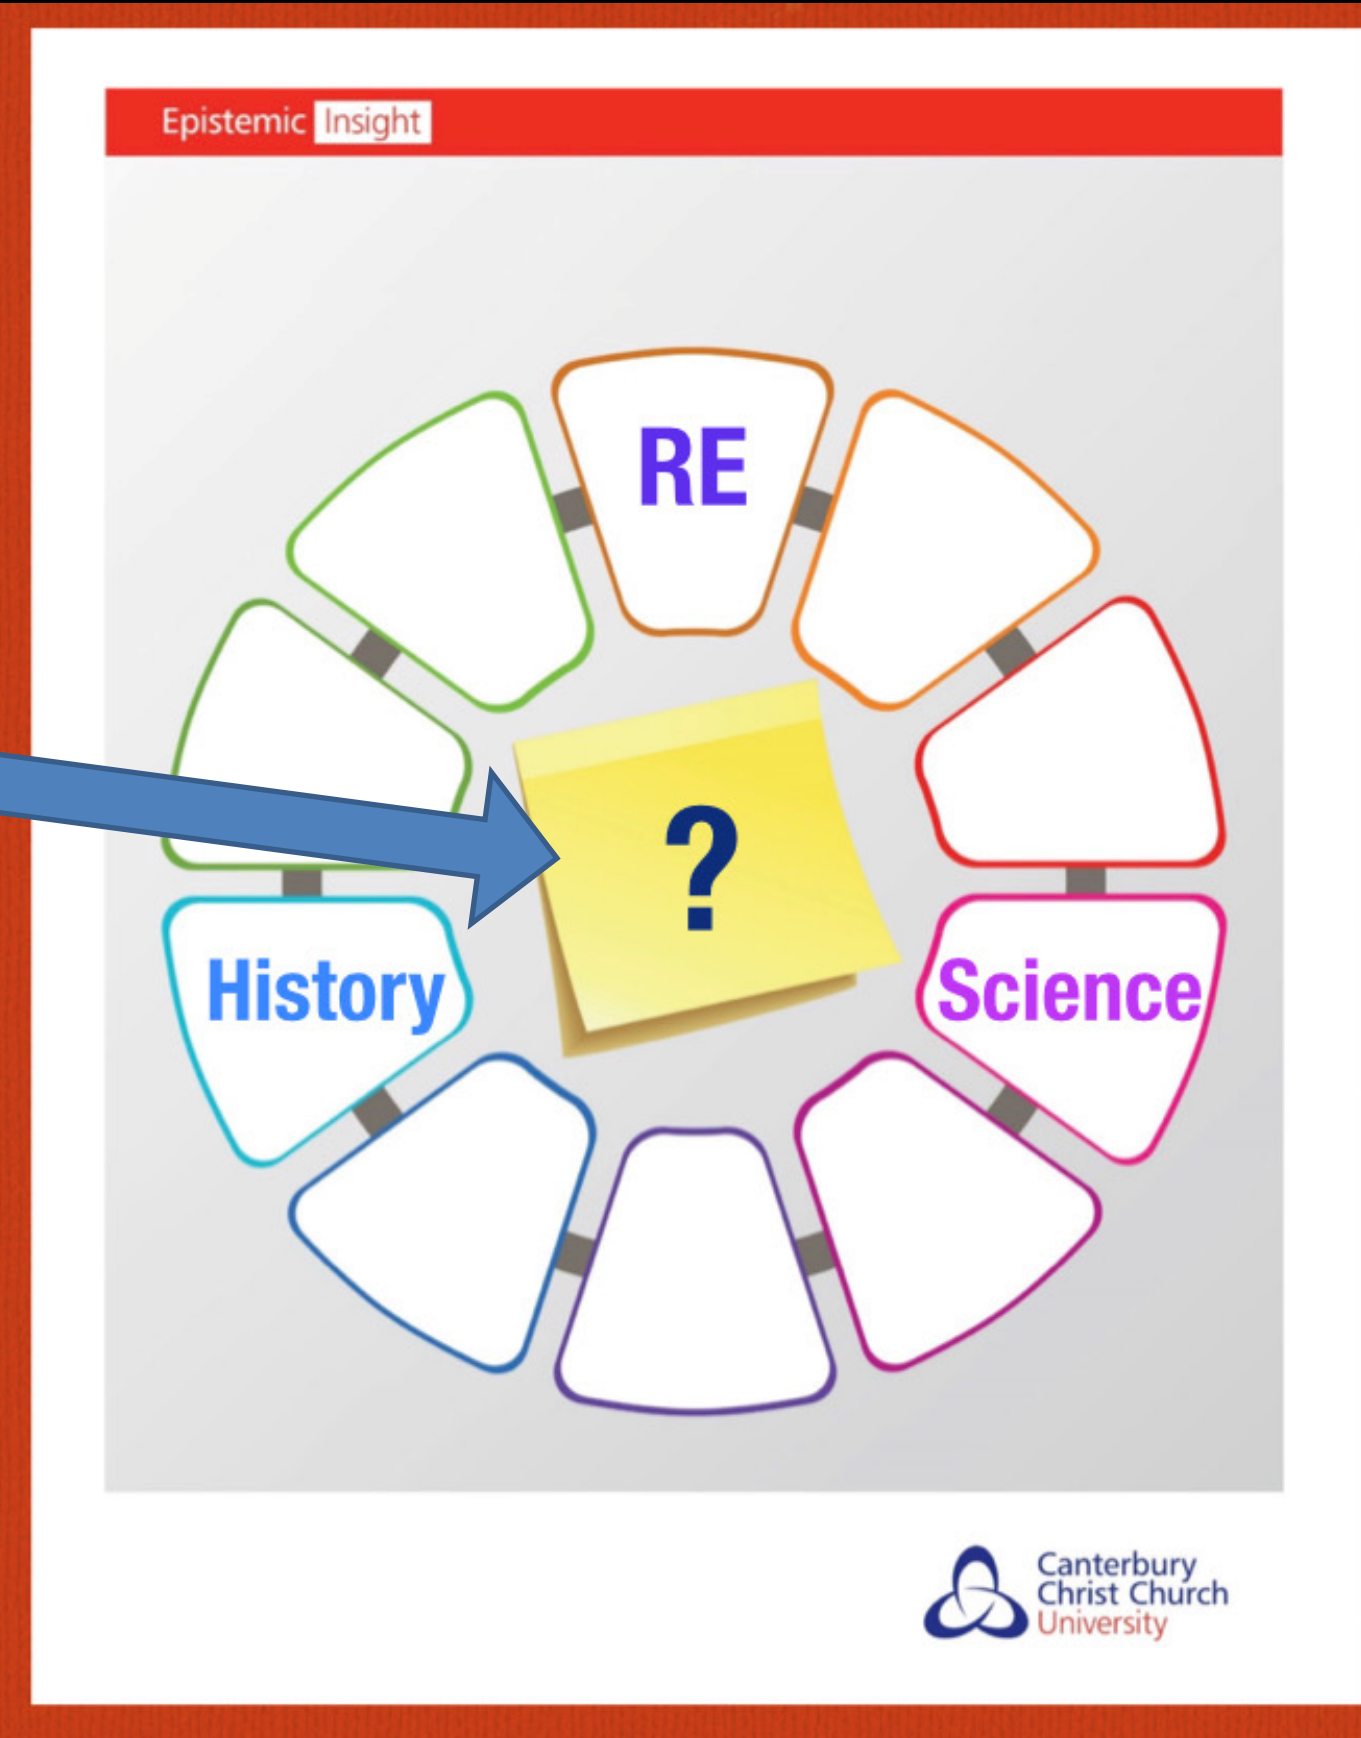 Epistemic Insight
RE
?
History
Science
Canterbury
Christ Church
University